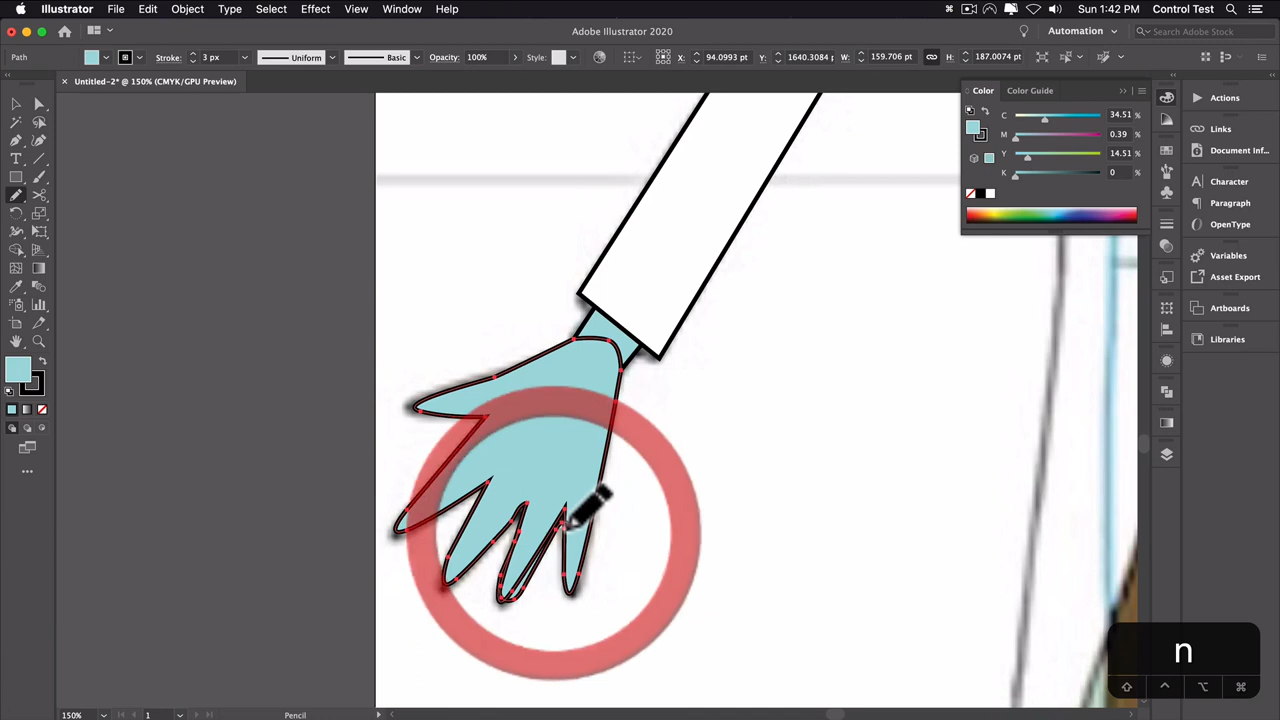 Illustrator File Edit Object Type Select Effect View Window Help Sun 1:42 PM Control Test
Adobe Illustrator 2020 Automation Search Adobe Stock
Path Stroke: 3 px Uniform Basic Opacity: 100% Style: X: 94.0993 pt Y: 1640.3084 p W: 159.706 pt H: 187.0074 pt
× Untitled-2* @ 150% (CMYK/GPU Preview)
Color Color Guide
C 34.51 %
M 0.39 %
Y 14.51 %
K 0 %
Actions
Links
Document Inf...
Character
Paragraph
OpenType
Variables
Asset Export
Artboards
Libraries
n
150% 1 Pencil